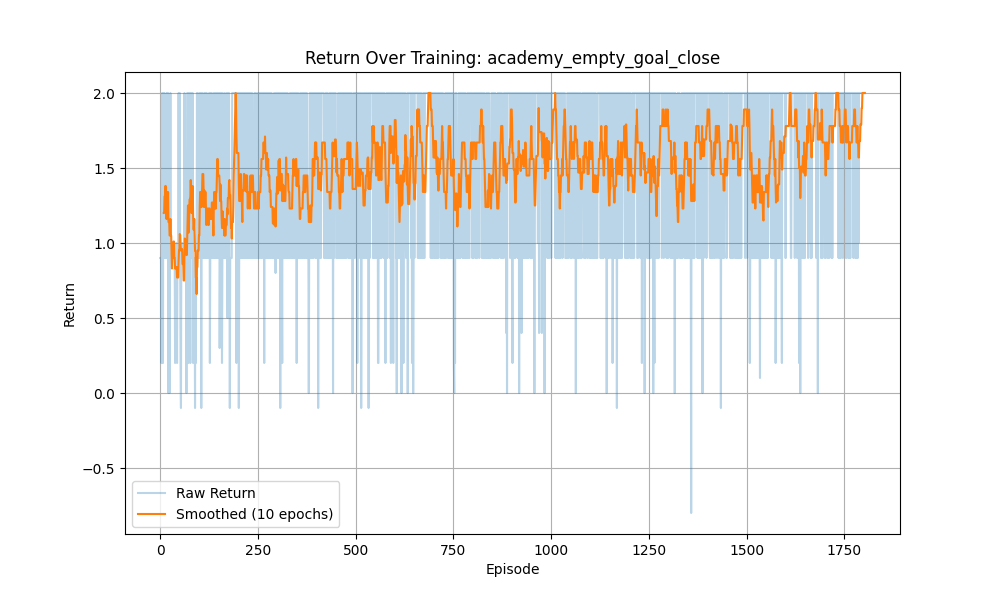 Return Over Training: academy_empty_goal_close
2.0
1.5
1.0
0.5
0.0
−0.5
Return
Raw Return
Smoothed (10 epochs)
0 250 500 750 1000 1250 1500 1750
Episode